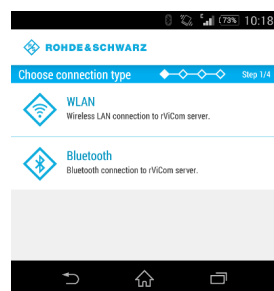 73% 10:18
ROHDE&SCHWARZ
Choose connection type Step 1/4
WLAN
Wireless LAN connection to rViCom server.
Bluetooth
Bluetooth connection to rViCom server.